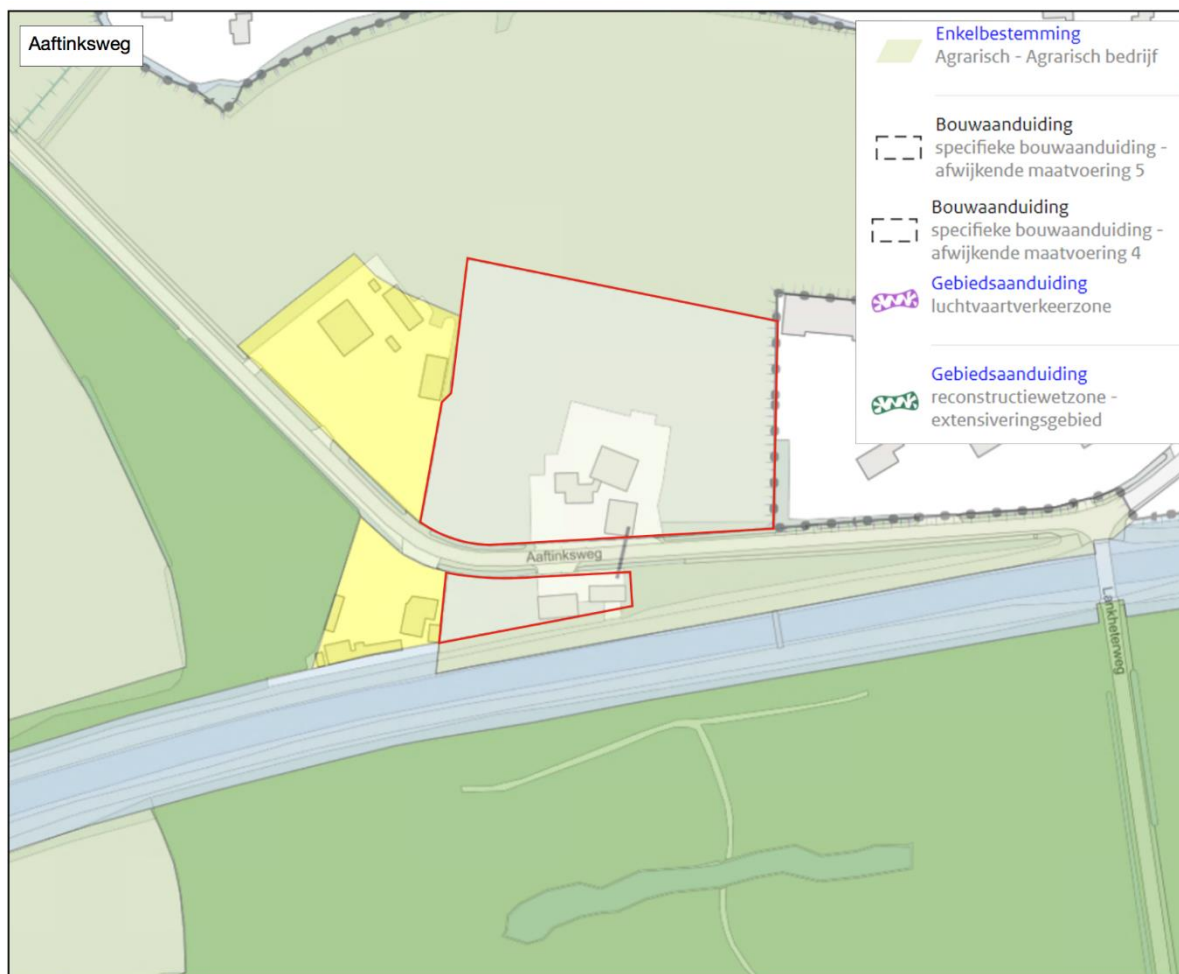 Aaftinksweg
Enkelbestemming
Agrarisch - Agrarisch bedrijf
Bouwaanduiding
specifieke bouwaanduiding -
afwijkende maatvoering 5
Bouwaanduiding
specifieke bouwaanduiding -
afwijkende maatvoering 4
Gebiedsaanduiding
luchtvaartverkeerzone
Gebiedsaanduiding
reconstructiewetzone -
extensiveringsgebied
Aaftinksweg
Lankheterweg